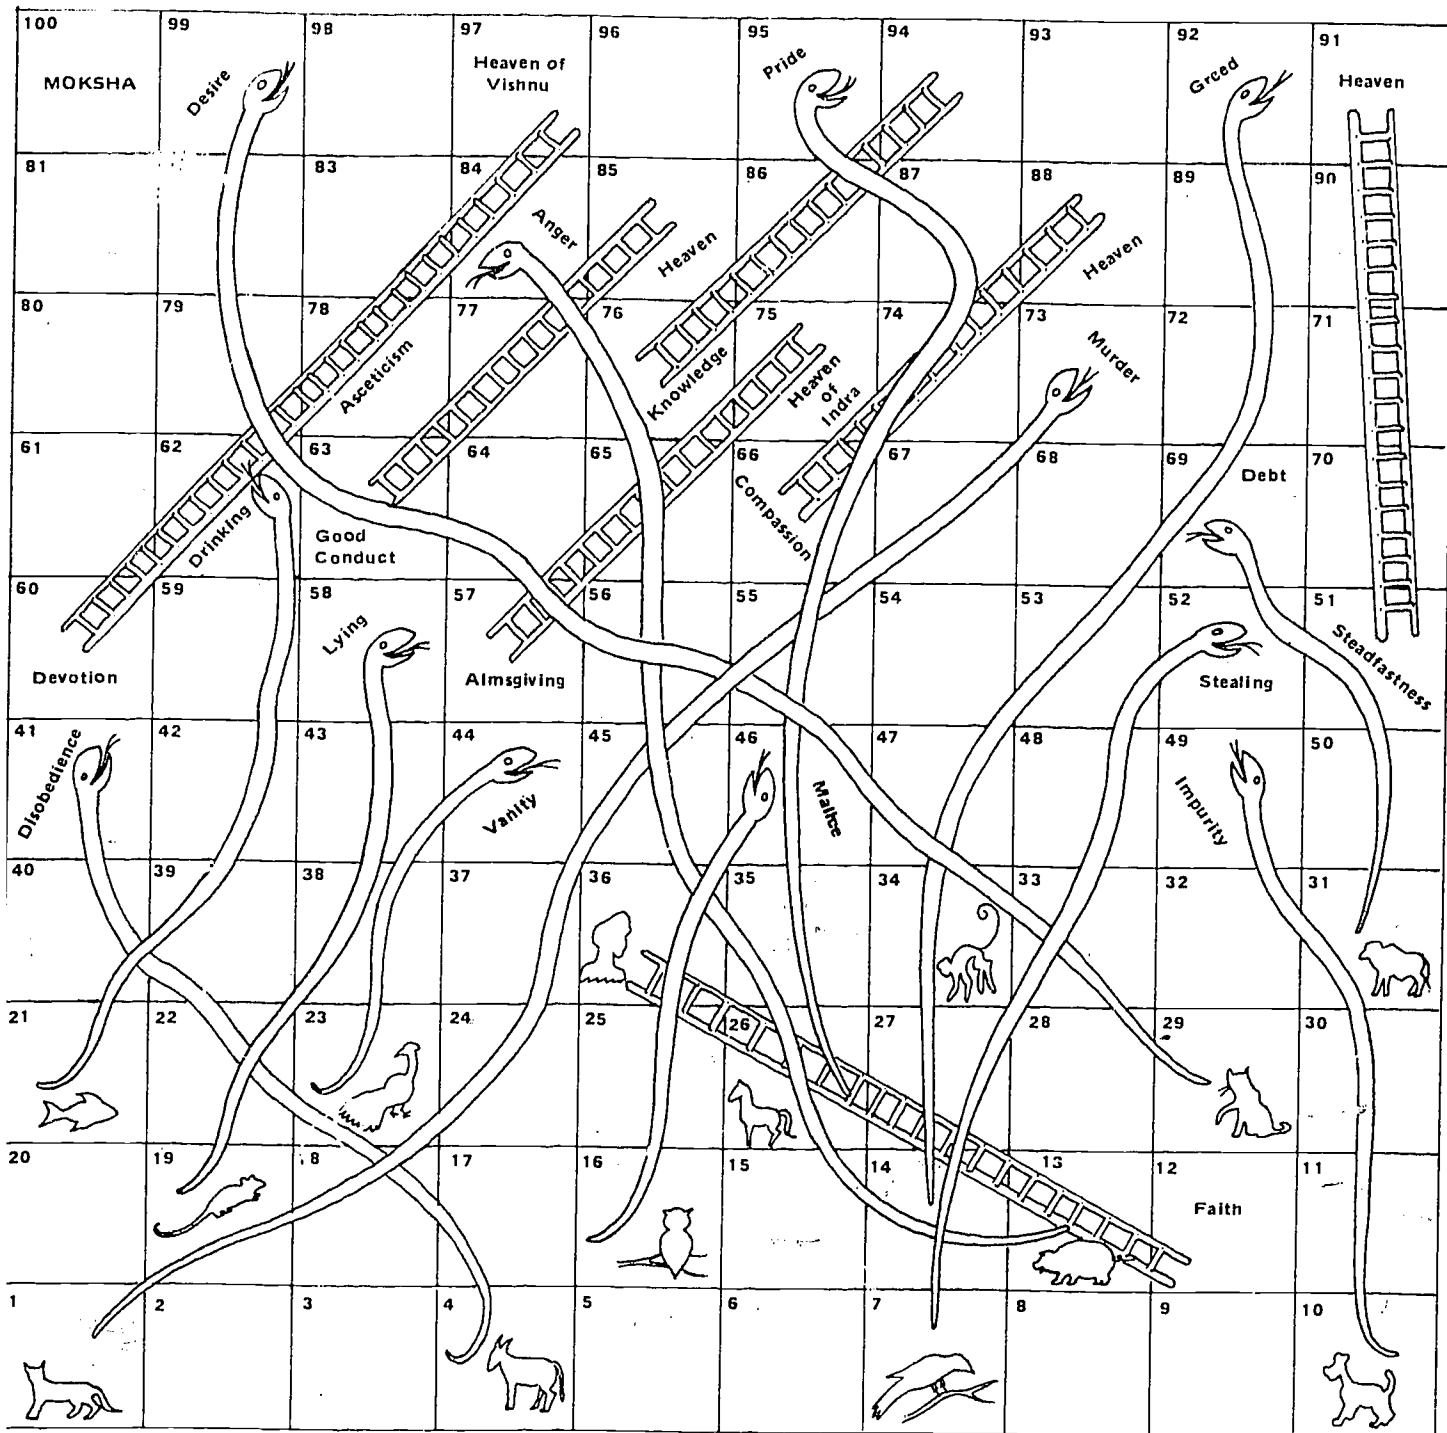 100 99 98 97 96 95 94 93 92 91
MOKSHA
Desire
Heaven of
Vishnu
Pride
Greed
Heaven
81 83 84 85 86 87 88 89 90
Anger
Heaven
Heaven
80 79 78 77 76 75 74 73 72 71
Asceticism
Knowledge
Heaven
of
Indra
Murder
61 62 63 64 65 66 67 68 69 70
Drinking
Good
Conduct
Compassion
Debt
60 59 58 57 56 55 54 53 52 51
Lying
Devotion
Almsgiving
Stealing
Steadfastness
41 42 43 44 45 46 47 48 49 50
Disobedience
Vanity
Malice
Impurity
40 39 38 37 36 35 34 33 32 31
21 22 23 24 25 26 27 28 29 30
20 19 18 17 16 15 14 13 12 11
Faith
1 2 3 4 5 6 7 8 9 10